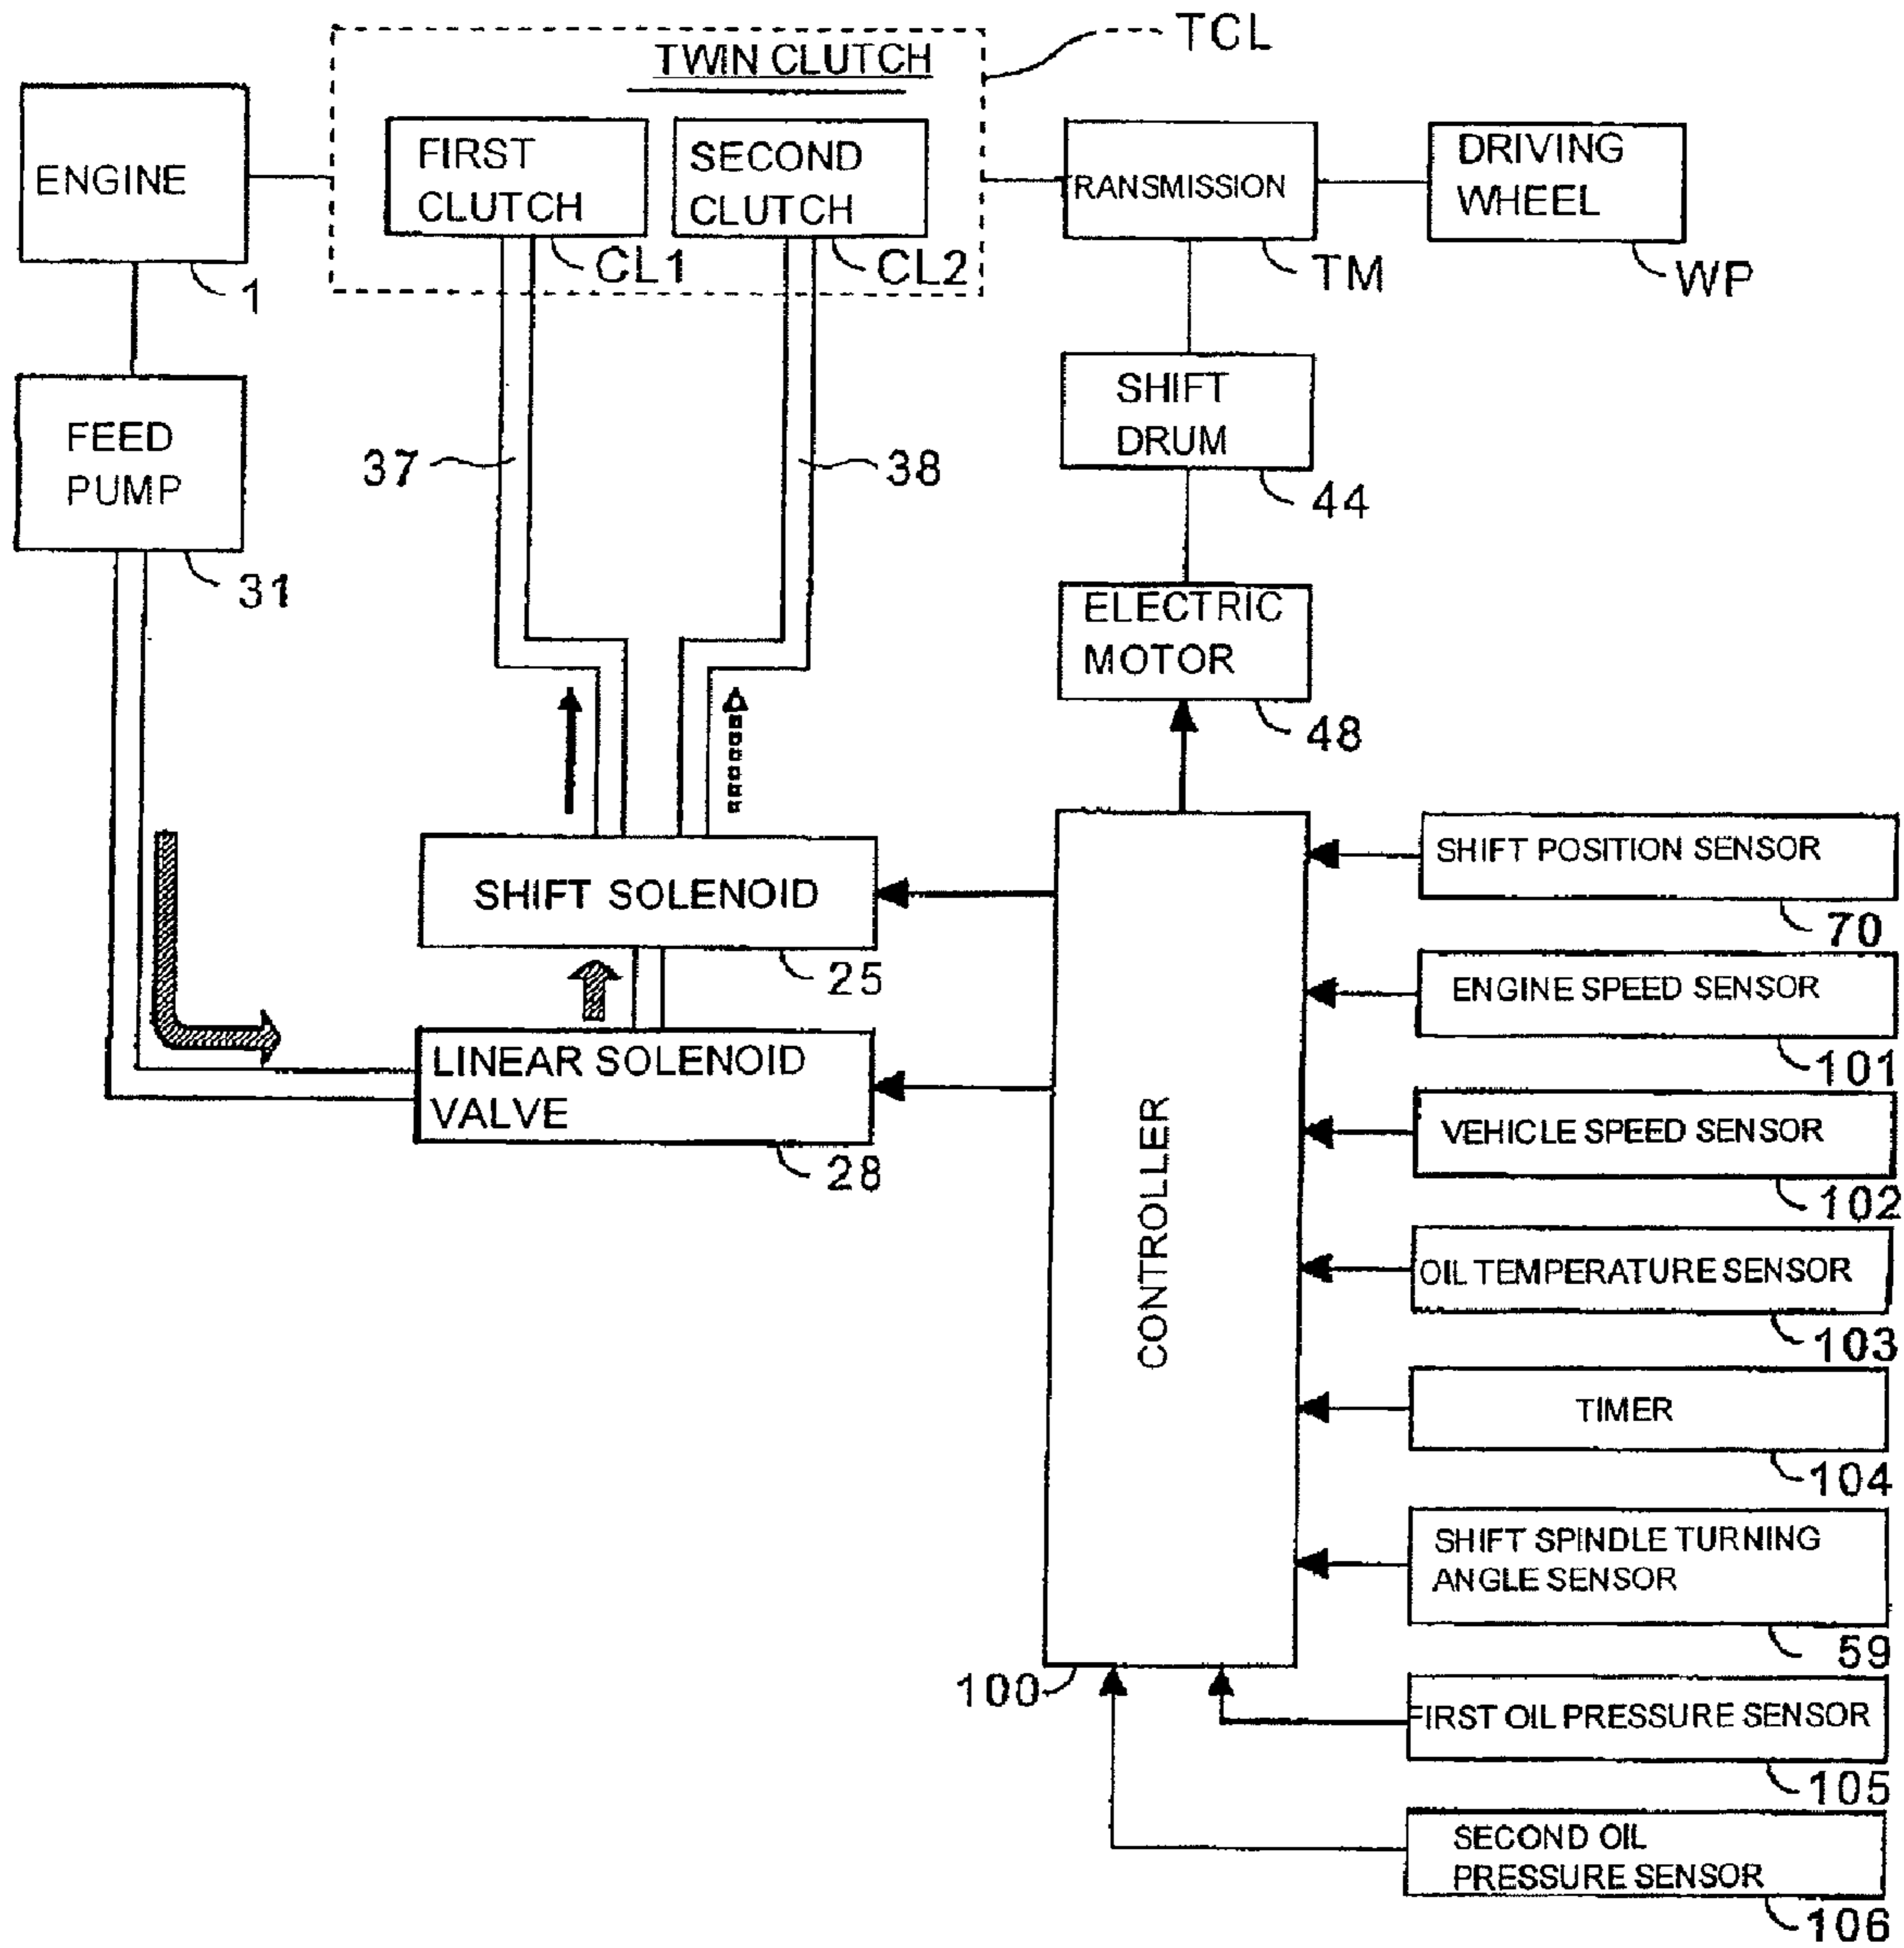 TCL
TWIN CLUTCH
ENGINE
1
FIRST
CLUTCH
CL1
SECOND
CLUTCH
CL2
TRANSMISSION
TM
DRIVING
WHEEL
WP
FEED
PUMP
31
37
38
SHIFT
DRUM
44
ELECTRIC
MOTOR
48
SHIFT SOLENOID
25
LINEAR SOLENOID
VALVE
28
CONTROLLER
100
SHIFT POSITION SENSOR
70
ENGINE SPEED SENSOR
101
VEHICLE SPEED SENSOR
102
OIL TEMPERATURE SENSOR
103
TIMER
104
SHIFT SPINDLE TURNING
ANGLE SENSOR
59
FIRST OIL PRESSURE SENSOR
105
SECOND OIL
PRESSURE SENSOR
106